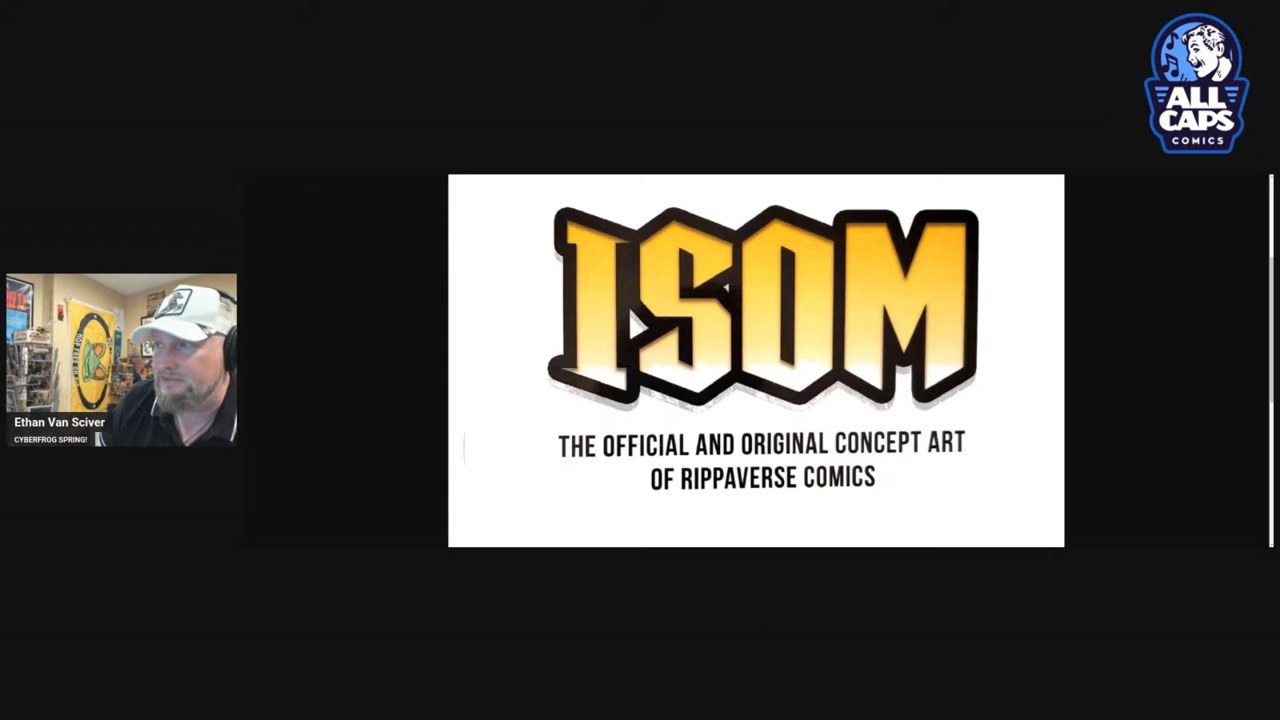 ALL
CAPS
COMICS
ISOM
THE OFFICIAL AND ORIGINAL CONCEPT ART
OF RIPPAVERSE COMICS
Ethan Van Sciver
CYBERFROG SPRING!